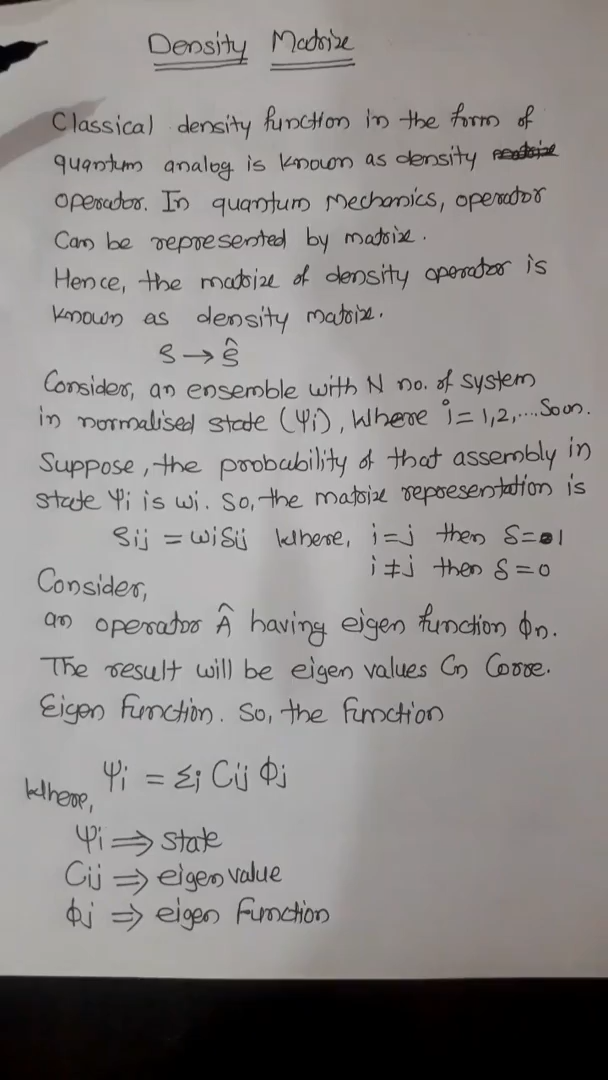 Density Matrix
Classical density function in the form of
quantum analog is known as density
operator. In quantum Mechanics, operator
Can be represented by matrix.
Hence, the matrix of density operator is
known as density matrix.
ρ → ρ̂
Consider, an ensemble with N no. of system
in normalised state (Ψi), Where i = 1,2,....Soon.
Suppose, the probability of that assembly in
state Ψi is wi. So, the matrix representation is
ρij = wiδij Where, i=j then δ=1
i≠j then δ=0
Consider,
an operator Â having eigen function ϕn.
The result will be eigen values Cn Corre.
Eigen function. So, the function
Ψi = Σj Cij ϕj
Where,
Ψi ⇒ state
Cij ⇒ eigen value
ϕj ⇒ eigen function